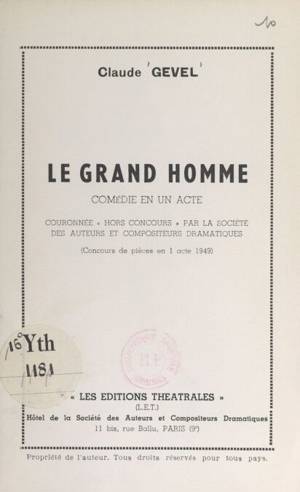 10
Claude GEVEL
LE GRAND HOMME
COMÉDIE EN UN ACTE
COURONNÉE « HORS CONCOURS » PAR LA SOCIÉTÉ
DES AUTEURS ET COMPOSITEURS DRAMATIQUES
(Concours de pièces en 1 acte 1949)
16° Yth
1181
« LES EDITIONS THEATRALES »
(L.E.T.)
Hôtel de la Société des Auteurs et Compositeurs Dramatiques
11 bis, rue Ballu, PARIS (9e)
Propriété de l'auteur. Tous droits réservés pour tous pays.